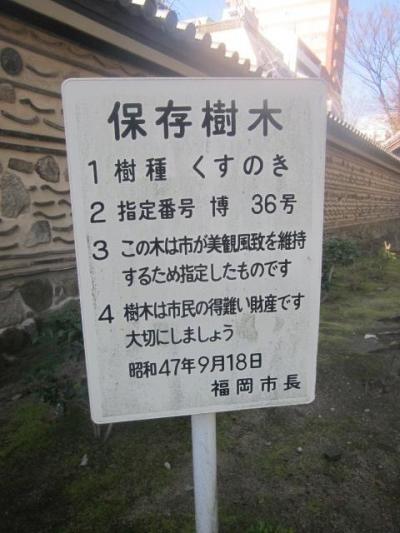 保存樹木
1 樹種 くすのき
2 指定番号 博 36号
3 この木は市が美観風致を維持
するため指定したものです
4 樹木は市民の得難い財産です
大切にしましょう
昭和47年9月18日
福岡市長